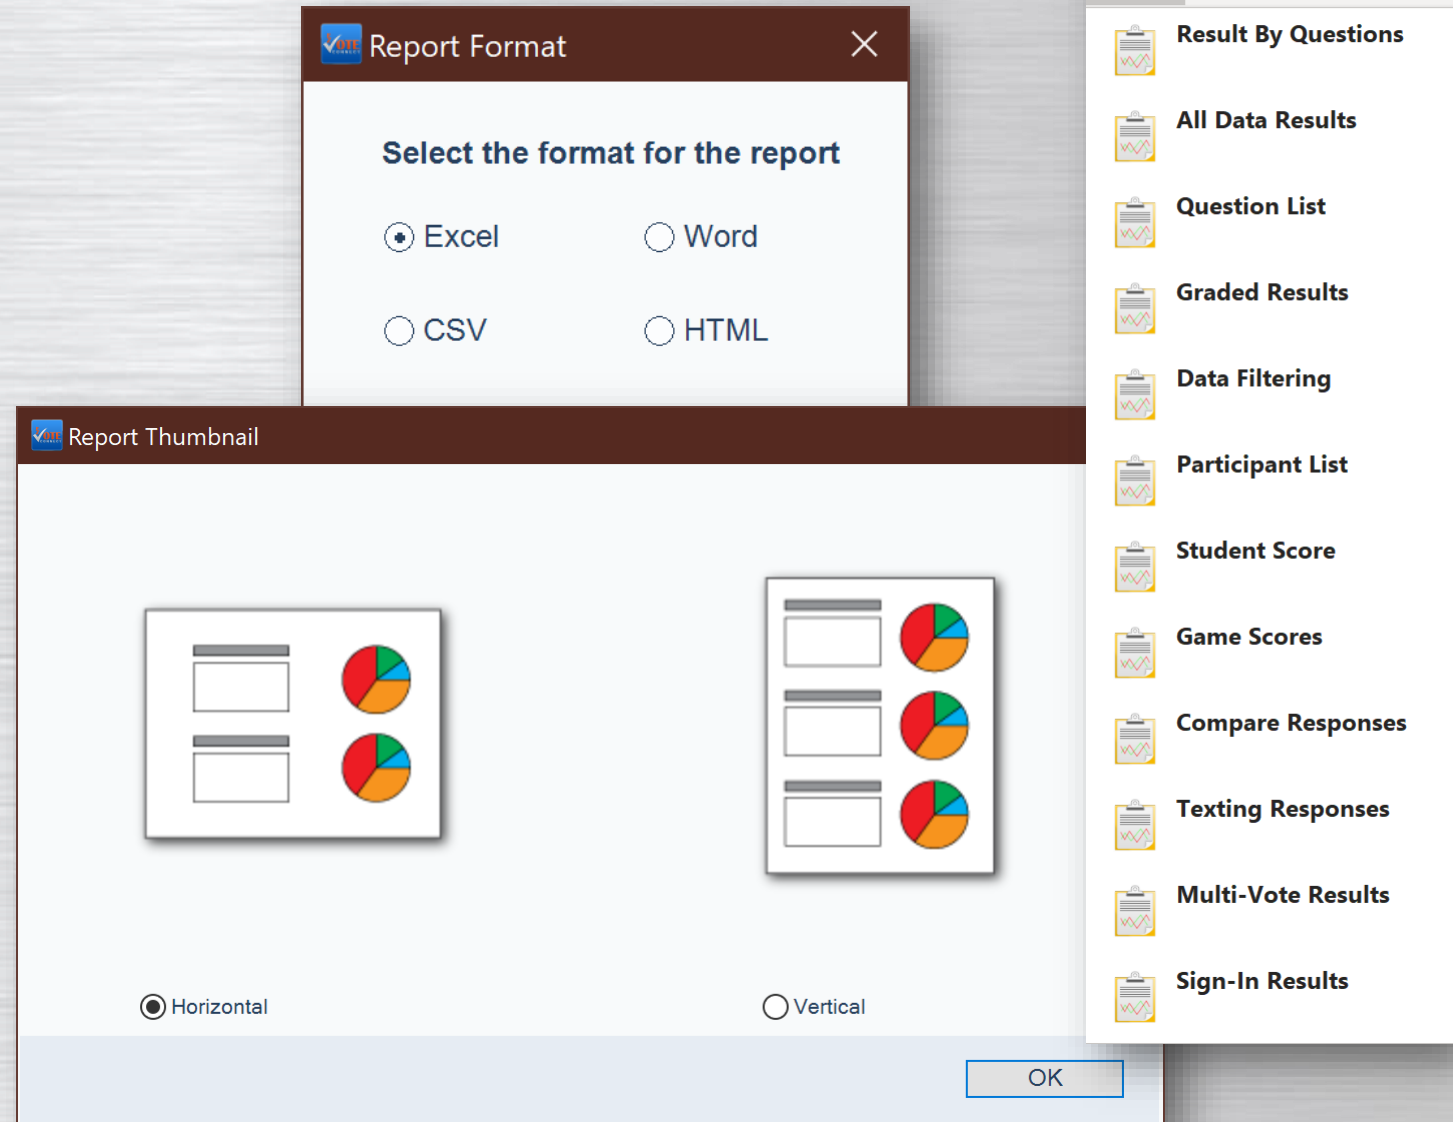 VOTE
Report Format
Select the format for the report
Excel
Word
CSV
HTML
VOTE
Report Thumbnail
Horizontal
Vertical
OK
Result By Questions
All Data Results
Question List
Graded Results
Data Filtering
Participant List
Student Score
Game Scores
Compare Responses
Texting Responses
Multi-Vote Results
Sign-In Results